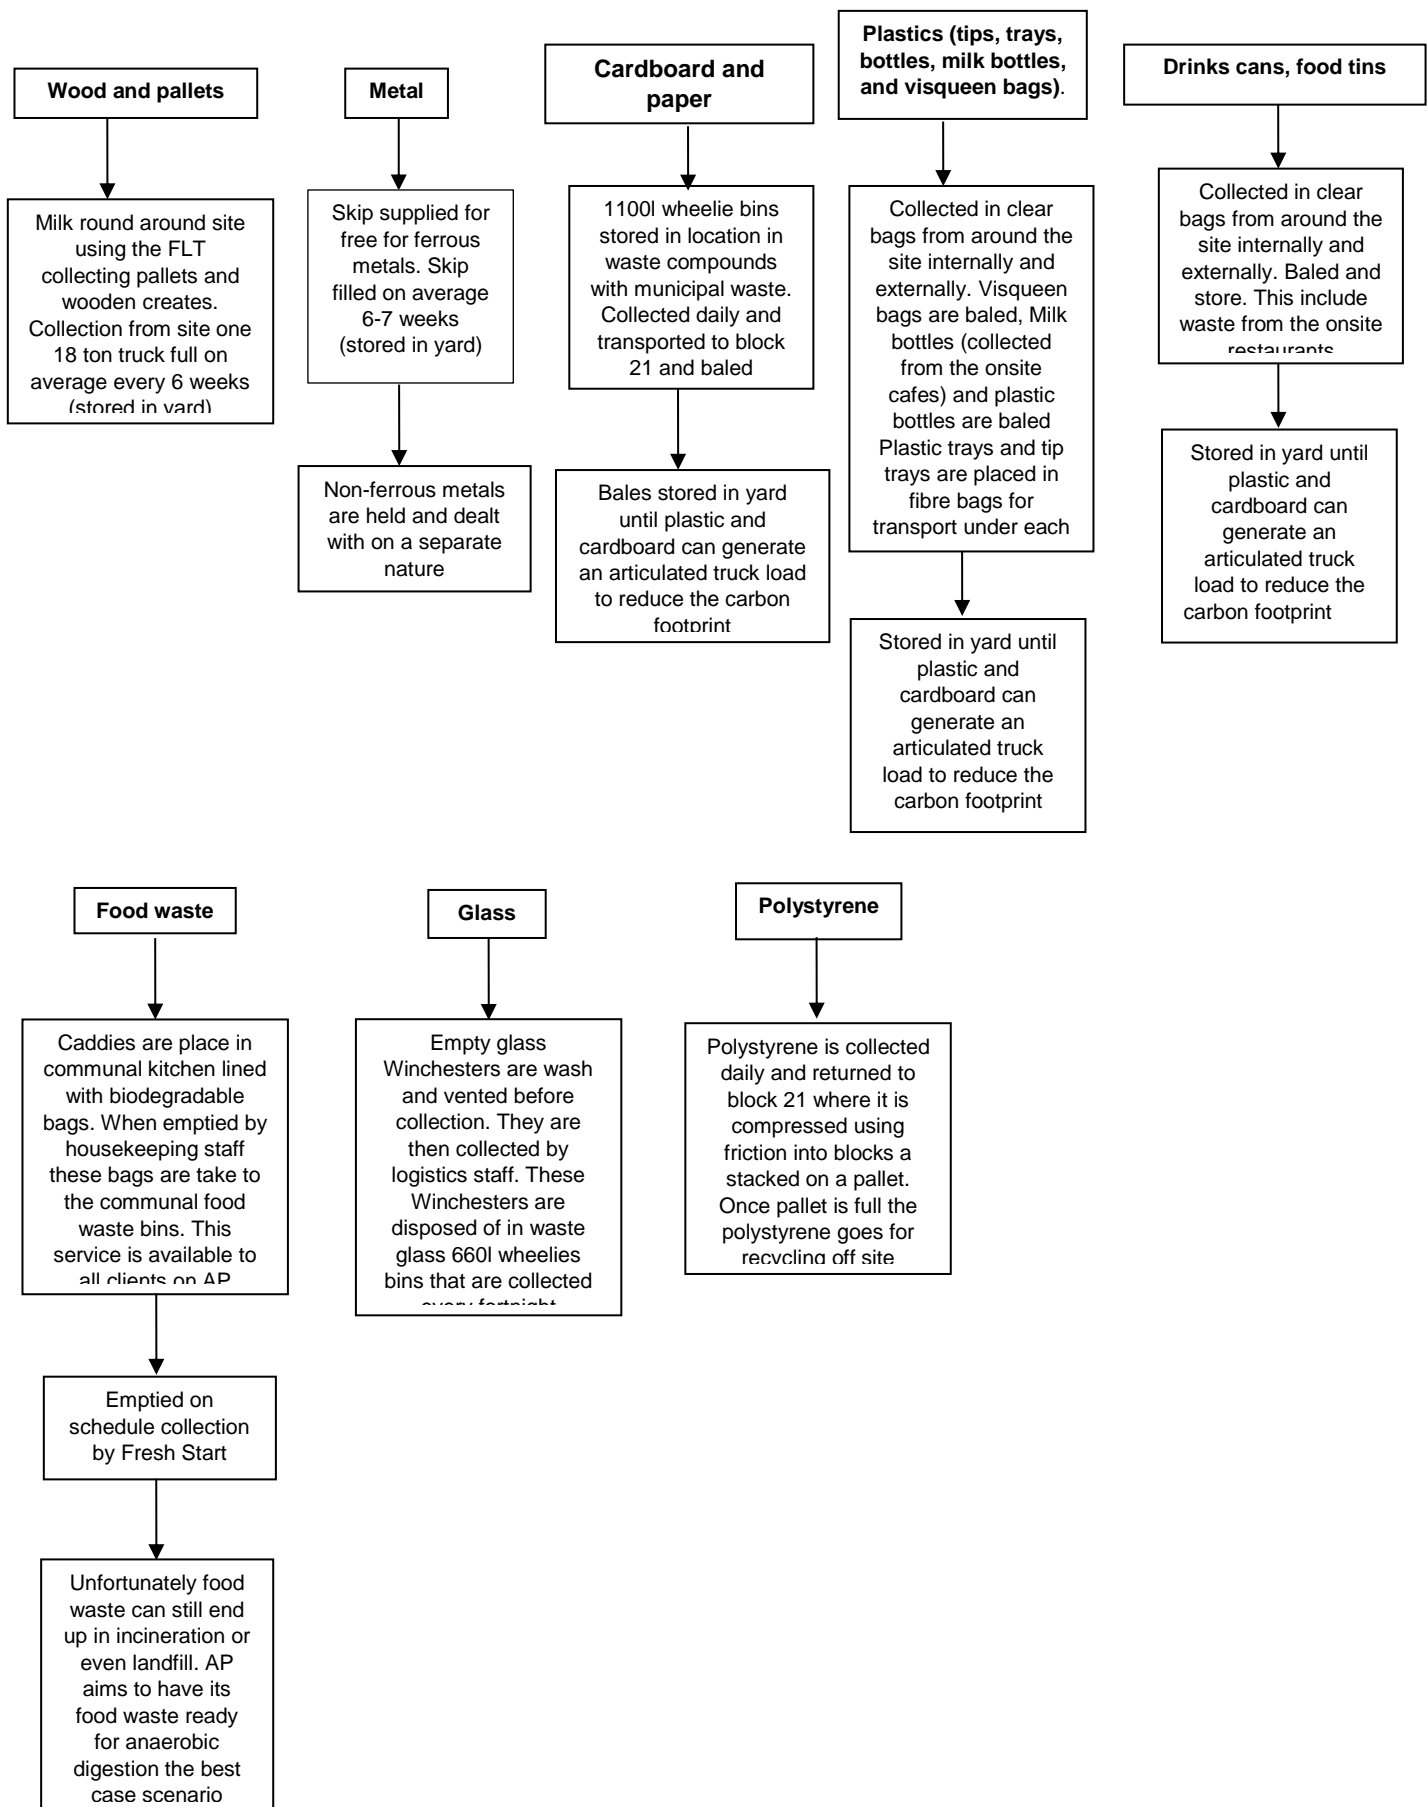 Wood and pallets
Milk round around site
using the FLT
collecting pallets and
wooden creates.
Collection from site one
18 ton truck full on
average every 6 weeks
(stored in yard)
Metal
Skip supplied for
free for ferrous
metals. Skip
filled on average
6-7 weeks
(stored in yard)
Non-ferrous metals
are held and dealt
with on a separate
nature
Cardboard and
paper
1100l wheelie bins
stored in location in
waste compounds
with municipal waste.
Collected daily and
transported to block
21 and baled
Bales stored in yard
until plastic and
cardboard can generate
an articulated truck load
to reduce the carbon
footprint
Plastics (tips, trays,
bottles, milk bottles,
and visqueen bags).
Collected in clear
bags from around the
site internally and
externally. Visqueen
bags are baled, Milk
bottles (collected
from the onsite
cafes) and plastic
bottles are baled
Plastic trays and tip
trays are placed in
fibre bags for
transport under each
Stored in yard until
plastic and
cardboard can
generate an
articulated truck
load to reduce the
carbon footprint
Drinks cans, food tins
Collected in clear
bags from around the
site internally and
externally. Baled and
store. This include
waste from the onsite
restaurants
Stored in yard until
plastic and
cardboard can
generate an
articulated truck
load to reduce the
carbon footprint
Food waste
Caddies are place in
communal kitchen lined
with biodegradable
bags. When emptied by
housekeeping staff
these bags are take to
the communal food
waste bins. This
service is available to
all clients on AP
Emptied on
schedule collection
by Fresh Start
Unfortunately food
waste can still end
up in incineration or
even landfill. AP
aims to have its
food waste ready
for anaerobic
digestion the best
case scenario
Glass
Empty glass
Winchesters are wash
and vented before
collection. They are
then collected by
logistics staff. These
Winchesters are
disposed of in waste
glass 660l wheelies
bins that are collected
every fortnight
Polystyrene
Polystyrene is collected
daily and returned to
block 21 where it is
compressed using
friction into blocks a
stacked on a pallet.
Once pallet is full the
polystyrene goes for
recycling off site